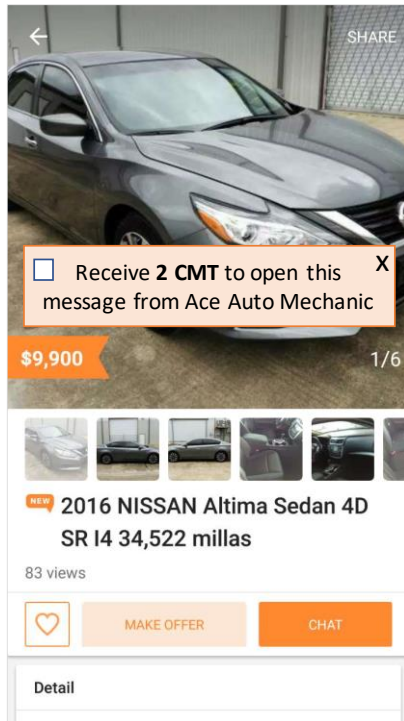 SHARE
Receive 2 CMT to open this
X
message from Ace Auto Mechanic
$9,900
1/6
NEW
2016 NISSAN Altima Sedan 4D
SR I4 34,522 millas
83 views
MAKE OFFER
CHAT
Detail